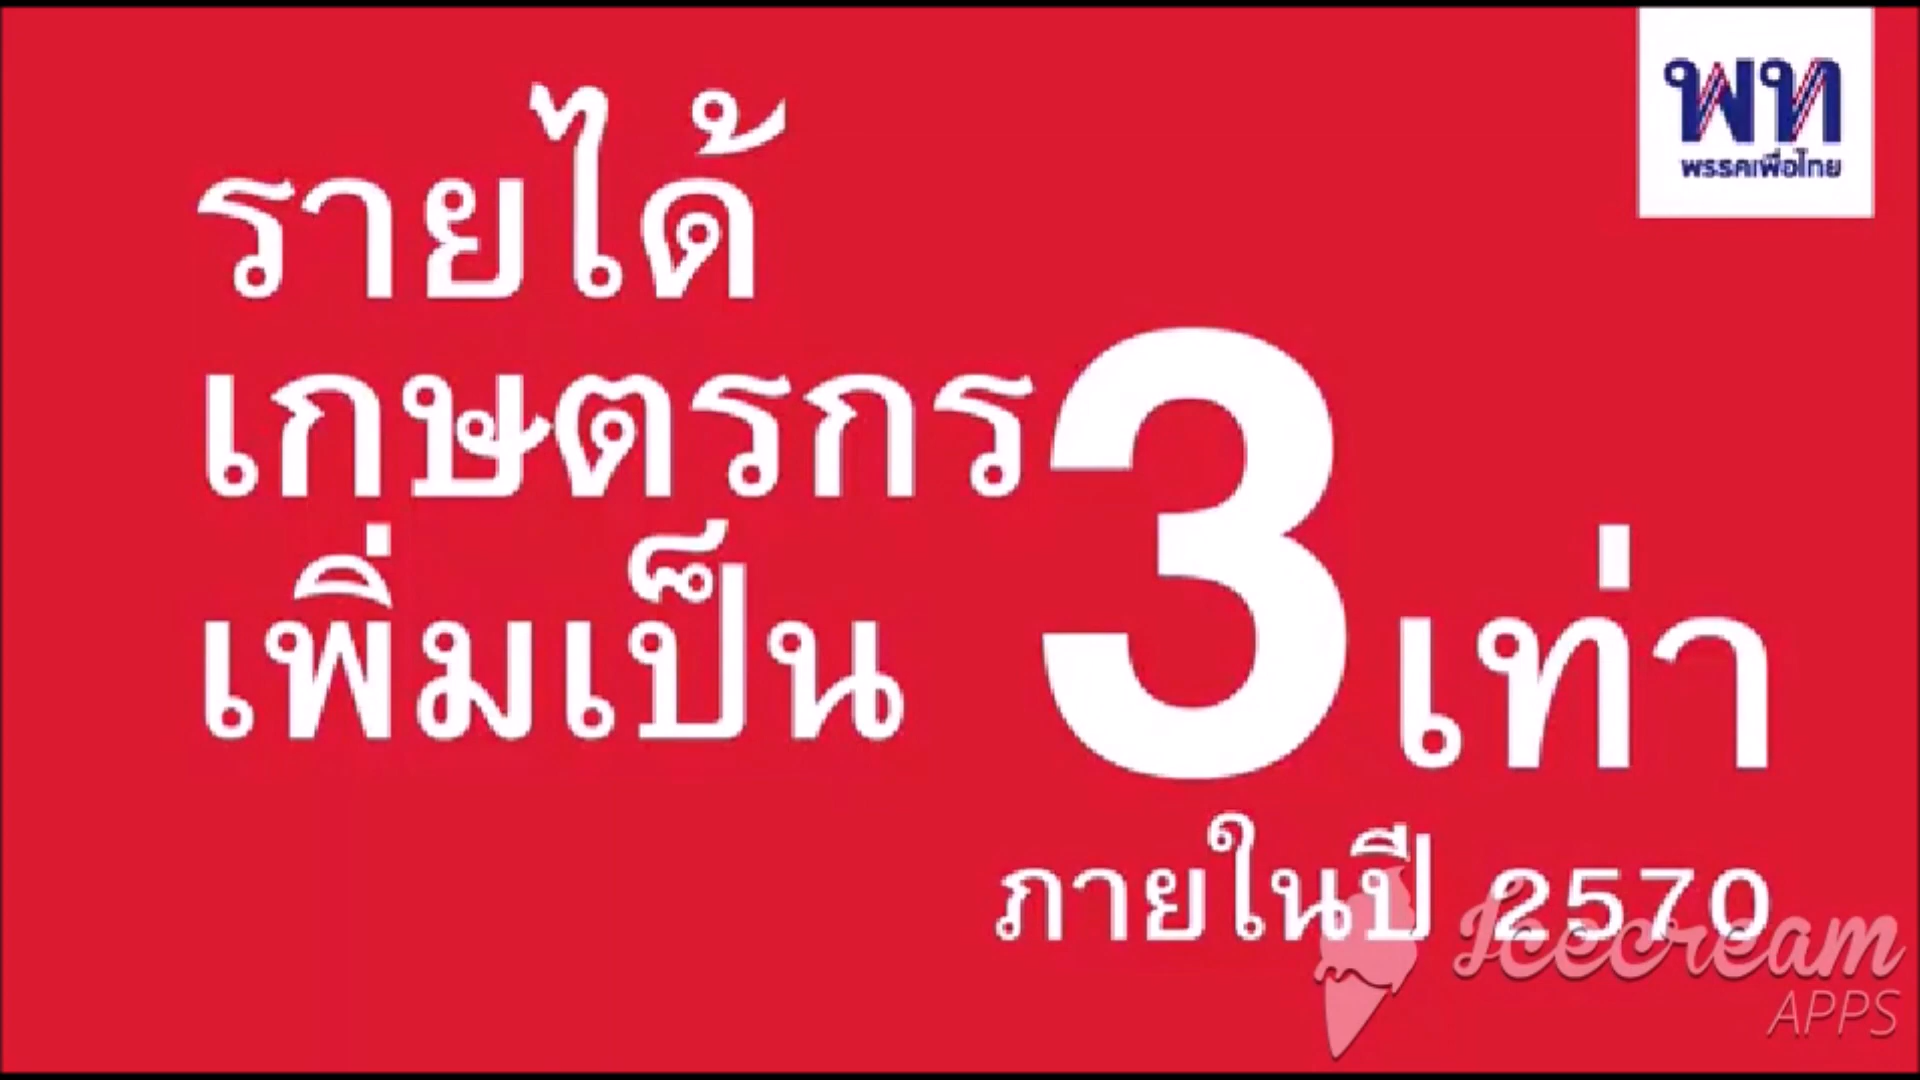 พท
พรรคเพื่อไทย
รายได้
เกษตรกร
เพิ่มเป็น 3 เท่า
ภายในปี 2570
Icecream
APPS